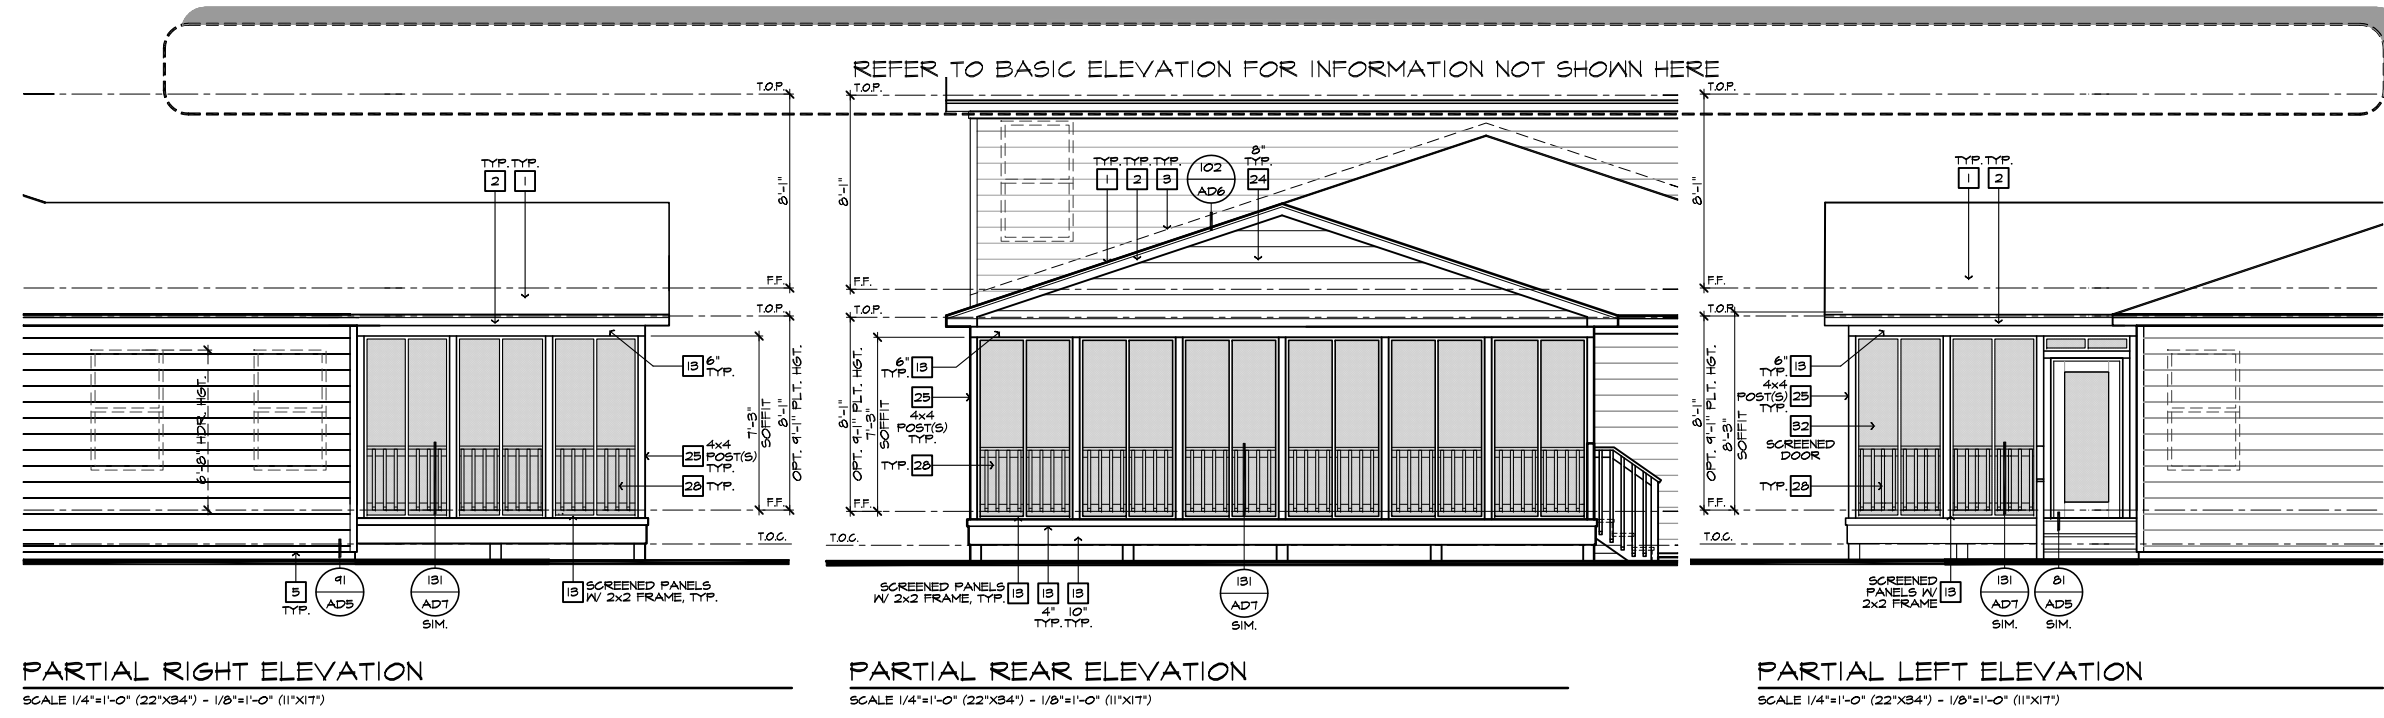 REFER TO BASIC ELEVATION FOR INFORMATION NOT SHOWN HERE
T.O.P.
8'-1"
TYP. TYP.
2 1
F.F.
T.O.P.
13 6"
TYP.
6'-8" HDR. HGT.
7'-3"
SOFFIT
8'-1"
OPT. 9'-1" PLT. HGT.
25 4x4
POST(S)
TYP.
28 TYP.
F.F.
T.O.C.
5
TYP.
91
AD5
131
AD7
SIM.
13 SCREENED PANELS
W/ 2x2 FRAME, TYP.
PARTIAL RIGHT ELEVATION
SCALE 1/4"=1'-0" (22"X34") - 1/8"=1'-0" (11"X17")
T.O.P.
8'-1"
TYP. TYP. TYP.
1 2 3
102
AD6
8"
TYP.
24
F.F.
T.O.P.
6"
TYP. 13
25
4x4
POST(S)
TYP.
TYP. 28
8'-1"
OPT. 9'-1" PLT. HGT.
7'-3"
SOFFIT
F.F.
T.O.C.
SCREENED PANELS
W/ 2x2 FRAME, TYP. 13
13
4"
TYP.
13
10"
TYP.
131
AD7
SIM.
PARTIAL REAR ELEVATION
SCALE 1/4"=1'-0" (22"X34") - 1/8"=1'-0" (11"X17")
T.O.P.
8'-1"
TYP. TYP.
1 2
F.F.
T.O.P.
6"
TYP. 13
4x4
POST(S) 25
TYP.
32
SCREENED
DOOR
TYP. 28
8'-1"
OPT. 9'-1" PLT. HGT.
8'-3"
SOFFIT
F.F.
T.O.C.
SCREENED
PANELS W/
2x2 FRAME 13
131
AD7
SIM.
81
AD5
SIM.
PARTIAL LEFT ELEVATION
SCALE 1/4"=1'-0" (22"X34") - 1/8"=1'-0" (11"X17")